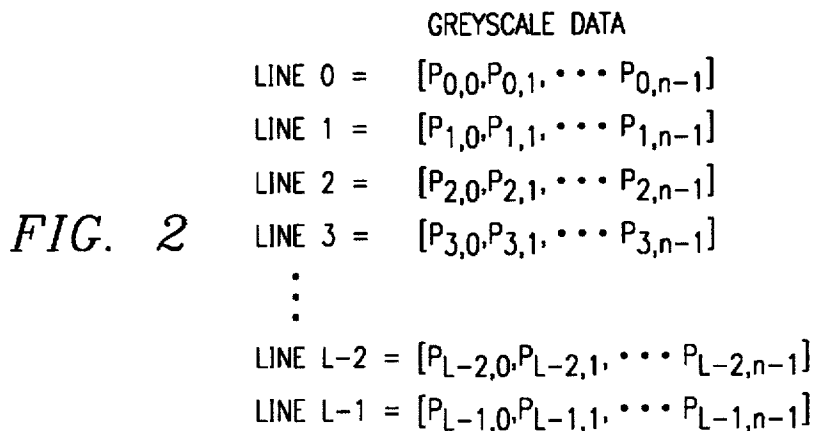 GREYSCALE DATA
LINE 0 = [P0,0,P0,1, ••• P0,n-1]
LINE 1 = [P1,0,P1,1, ••• P1,n-1]
LINE 2 = [P2,0,P2,1, ••• P2,n-1]
FIG. 2
LINE 3 = [P3,0,P3,1, ••• P3,n-1]
LINE L-2 = [PL-2,0,PL-2,1, ••• PL-2,n-1]
LINE L-1 = [PL-1,0,PL-1,1, ••• PL-1,n-1]